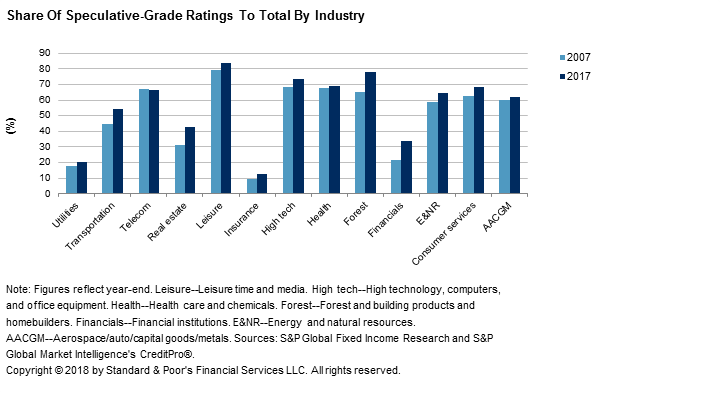 Share Of Speculative-Grade Ratings To Total By Industry
(%)
90
80
70
60
50
40
30
20
10
0
2007
2017
Utilities
Transportation
Telecom
Real estate
Leisure
Insurance
High tech
Health
Forest
Financials
E&NR
Consumer services
AACGM
Note: Figures reflect year-end. Leisure--Leisure time and media. High tech--High technology, computers,
and office equipment. Health--Health care and chemicals. Forest--Forest and building products and
homebuilders. Financials--Financial institutions. E&NR--Energy and natural resources.
AACGM--Aerospace/auto/capital goods/metals. Sources: S&P Global Fixed Income Research and S&P
Global Market Intelligence's CreditPro®.
Copyright © 2018 by Standard & Poor's Financial Services LLC. All rights reserved.